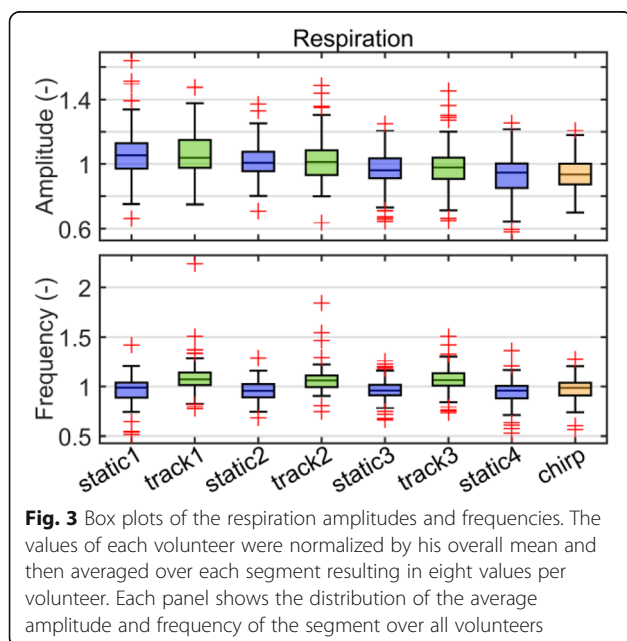 Respiration
Amplitude (-)
1.4
1
0.6
Frequency (-)
2
1.5
1
0.5
static1 track1 static2 track2 static3 track3 static4 chirp
Fig. 3 Box plots of the respiration amplitudes and frequencies. The
values of each volunteer were normalized by his overall mean and
then averaged over each segment resulting in eight values per
volunteer. Each panel shows the distribution of the average
amplitude and frequency of the segment over all volunteers